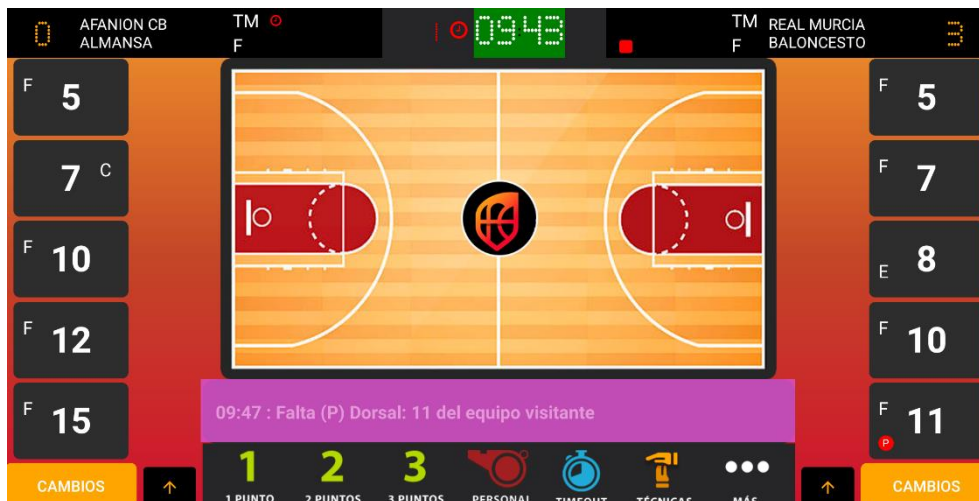 0
AFANION CB
ALMANSA
TM
F
1
09:43
TM
F
REAL MURCIA
BALONCESTO
3
F 5
7 C
F 10
F 12
F 15
CAMBIOS
F 5
F 7
E 8
F 10
F 11
P
CAMBIOS
09:47 : Falta (P) Dorsal: 11 del equipo visitante
1
1 PUNTO
2
2 PUNTOS
3
3 PUNTOS
PERSONAL
TIMEOUT
TÉCNICAS
MÁS